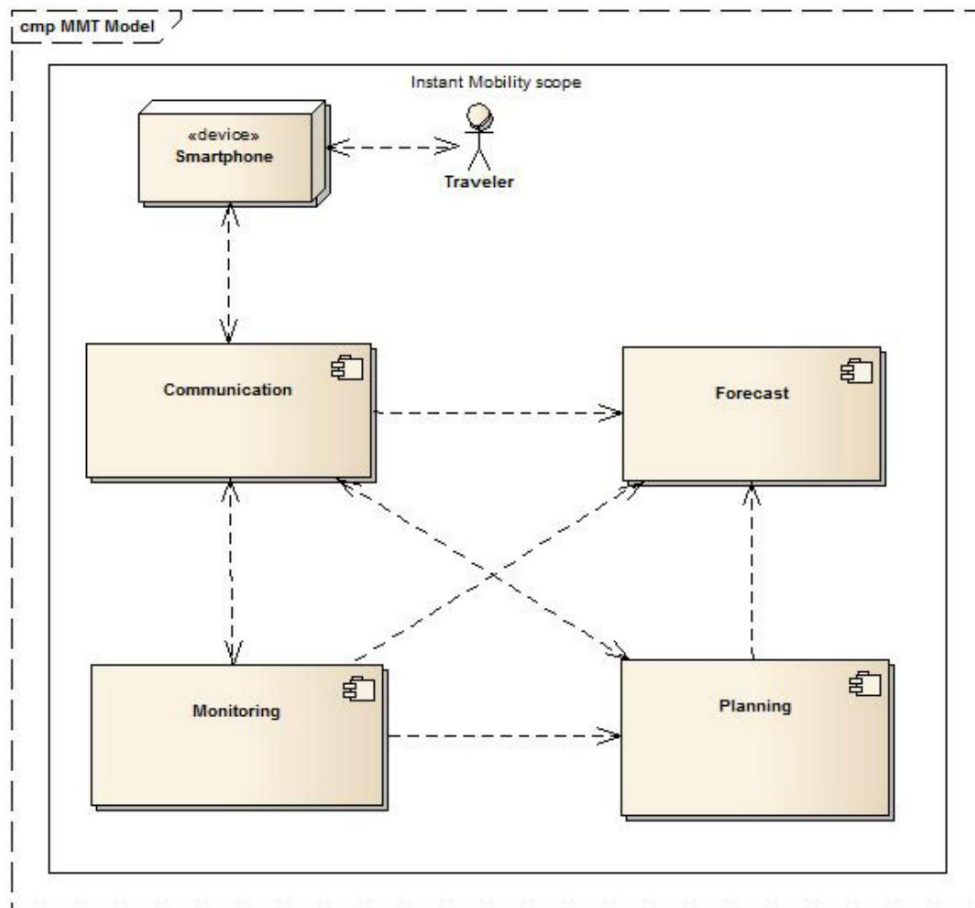 cmp MMT Model
Instant Mobility scope
«device»
Smartphone
Traveler
Communication
Forecast
Monitoring
Planning